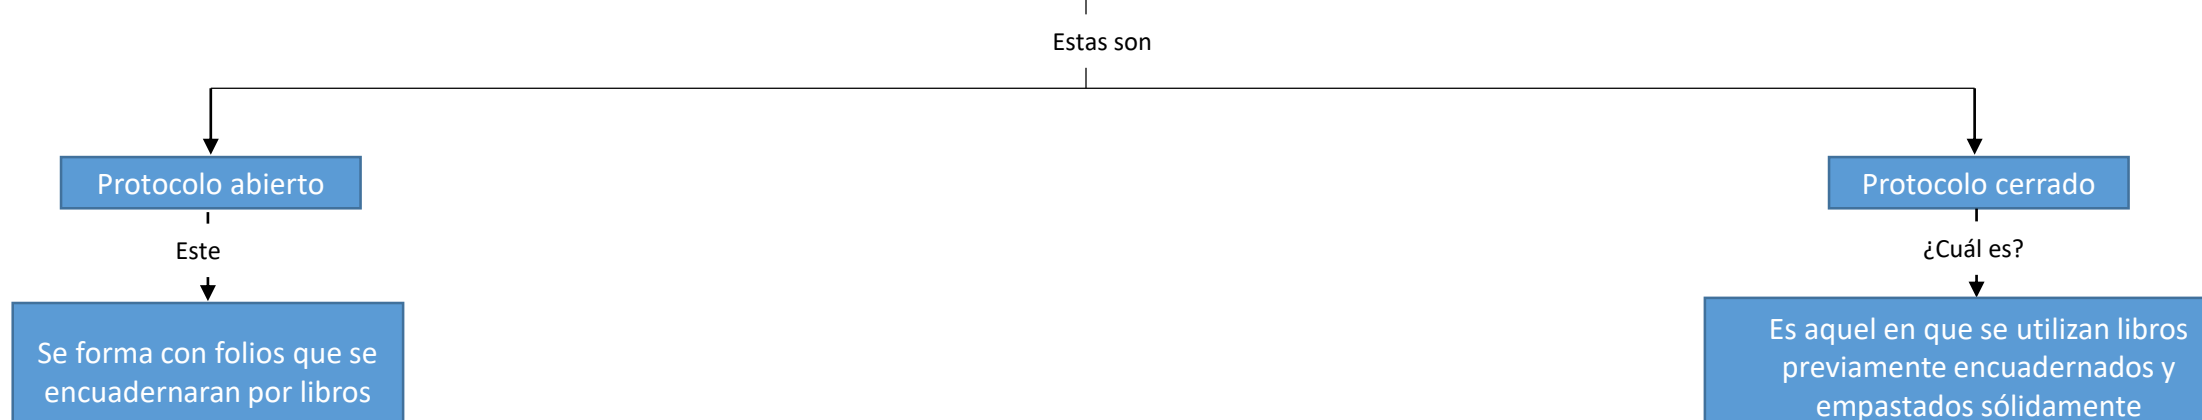 Estas son
Protocolo abierto
Protocolo cerrado
Este
¿Cuál es?
Se forma con folios que se
encuadernaran por libros
Es aquel en que se utilizan libros
previamente encuadernados y
empastados sólidamente